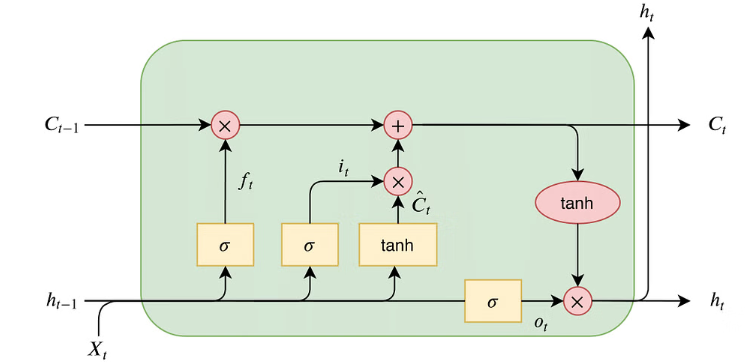 h_t
C_{t-1}
×
+
C_t
f_t
i_t
×
Ĉ_t
tanh
σ
σ
tanh
h_{t-1}
σ
o_t
×
h_t
X_t